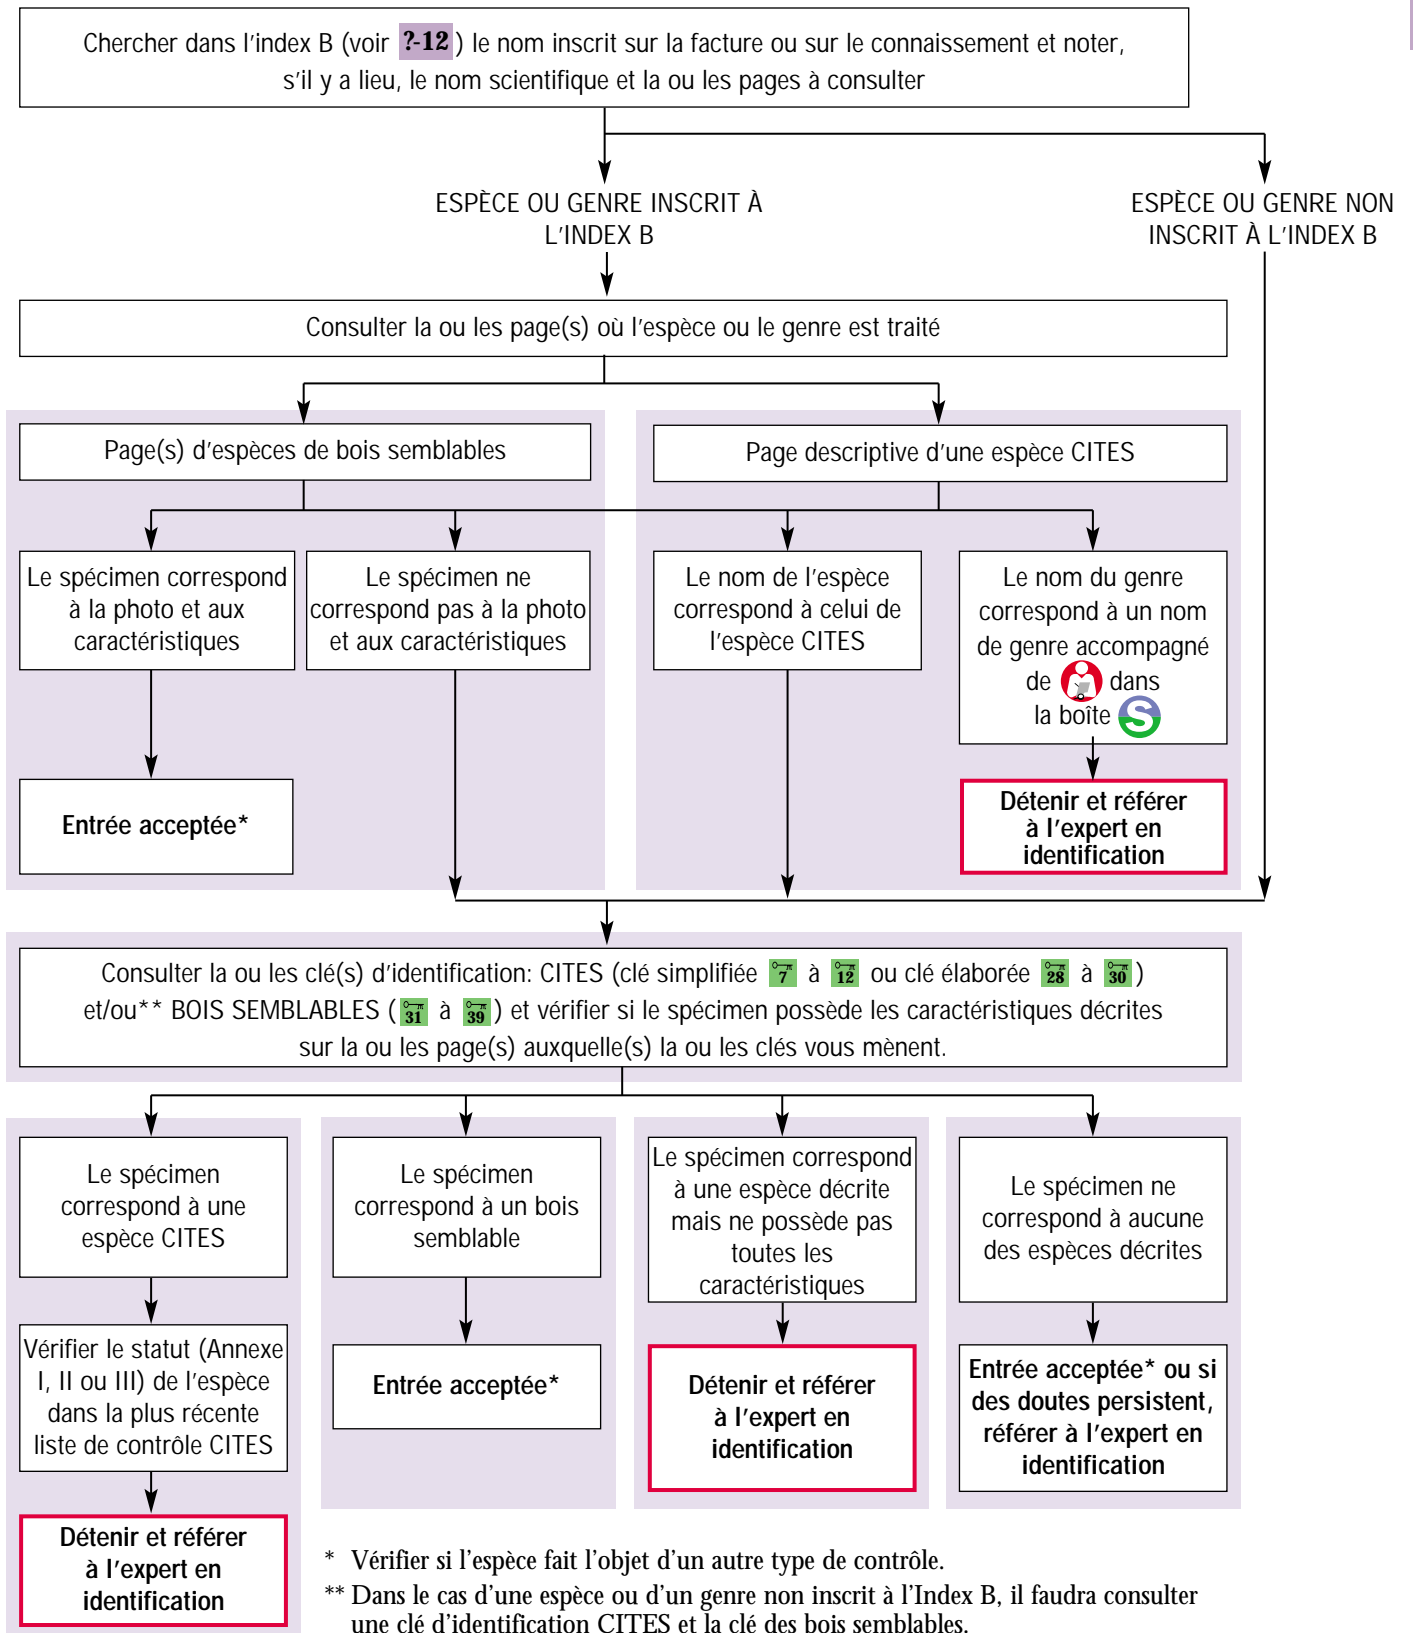 Chercher dans l'index B (voir ?-12 ) le nom inscrit sur la facture ou sur le connaissement et noter,
s'il y a lieu, le nom scientifique et la ou les pages à consulter
ESPÈCE OU GENRE INSCRIT À
L'INDEX B
ESPÈCE OU GENRE NON
INSCRIT À L'INDEX B
Consulter la ou les page(s) où l'espèce ou le genre est traité
Page(s) d'espèces de bois semblables
Page descriptive d'une espèce CITES
Le spécimen correspond
à la photo et aux
caractéristiques
Le spécimen ne
correspond pas à la photo
et aux caractéristiques
Le nom de l'espèce
correspond à celui de
l'espèce CITES
Le nom du genre
correspond à un nom
de genre accompagné
de dans
la boîte S
Entrée acceptée*
Détenir et référer
à l'expert en
identification
Consulter la ou les clé(s) d'identification: CITES (clé simplifiée 7 à 12 ou clé élaborée 28 à 30 )
et/ou** BOIS SEMBLABLES ( 31 à 39 ) et vérifier si le spécimen possède les caractéristiques décrites
sur la ou les page(s) auxquelle(s) la ou les clés vous mènent.
Le spécimen
correspond à une
espèce CITES
Le spécimen
correspond à un bois
semblable
Le spécimen correspond
à une espèce décrite
mais ne possède pas
toutes les
caractéristiques
Le spécimen ne
correspond à aucune
des espèces décrites
Vérifier le statut (Annexe
I, II ou III) de l'espèce
dans la plus récente
liste de contrôle CITES
Entrée acceptée*
Détenir et référer
à l'expert en
identification
Entrée acceptée* ou si
des doutes persistent,
référer à l'expert en
identification
Détenir et référer
à l'expert en
identification
* Vérifier si l'espèce fait l'objet d'un autre type de contrôle.
** Dans le cas d'une espèce ou d'un genre non inscrit à l'Index B, il faudra consulter
une clé d'identification CITES et la clé des bois semblables.